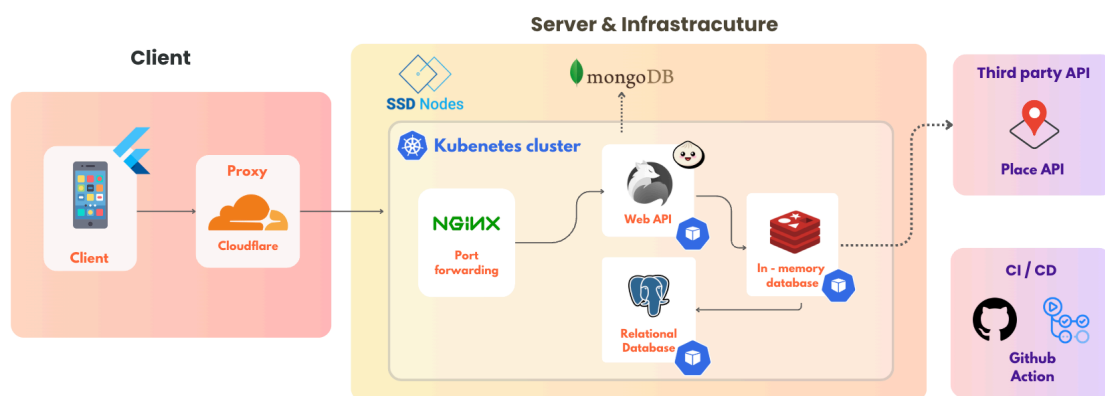 Server & Infrastracuture
Client
SSD Nodes
mongoDB
Third party API
Place API
Kubenetes cluster
Proxy
Cloudflare
Client
NGINX
Port
forwarding
Web API
In - memory
database
Relational
Database
CI / CD
Github
Action